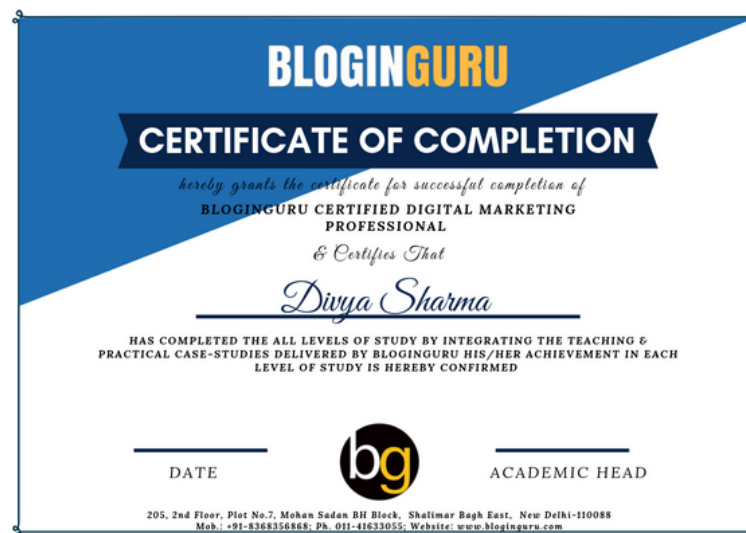 BLOGINGURU
CERTIFICATE OF COMPLETION
hereby grants the certificate for successful completion of
BLOGINGURU CERTIFIED DIGITAL MARKETING
PROFESSIONAL
& Certifies That
Divya Sharma
HAS COMPLETED THE ALL LEVELS OF STUDY BY INTEGRATING THE TEACHING &
PRACTICAL CASE-STUDIES DELIVERED BY BLOGINGURU HIS/HER ACHIEVEMENT IN EACH
LEVEL OF STUDY IS HEREBY CONFIRMED
bg
DATE
ACADEMIC HEAD
205, 2nd Floor, Plot No.7, Mohan Sadan BH Block, Shalimar Bagh East, New Delhi-110088
Mob.: +91-8368356868; Ph. 011-41633055; Website: www.bloginguru.com